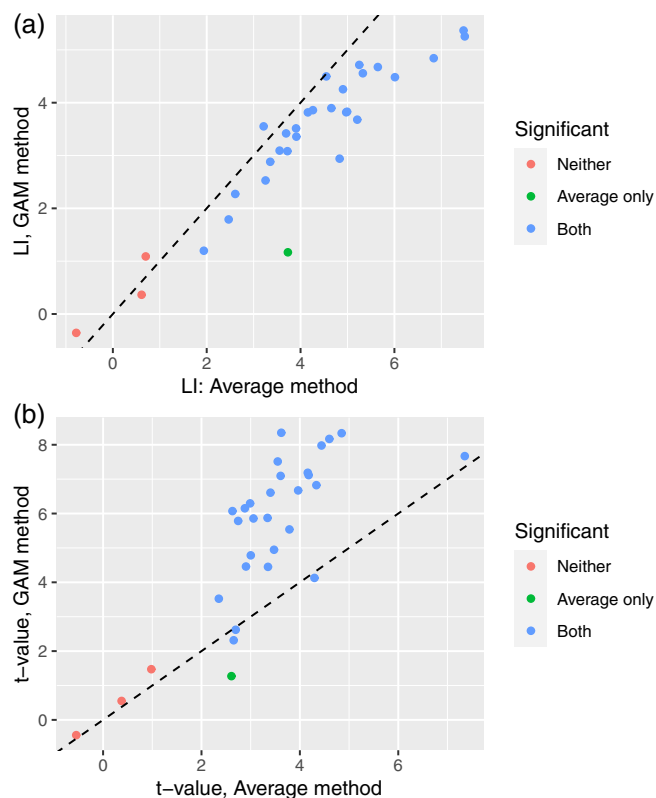 (a)
4
2
0
LI, GAM method
0
2
4
6
LI: Average method
Significant
Neither
Average only
Both
(b)
8
6
4
2
0
t−value, GAM method
0
2
4
6
t−value, Average method
Significant
Neither
Average only
Both